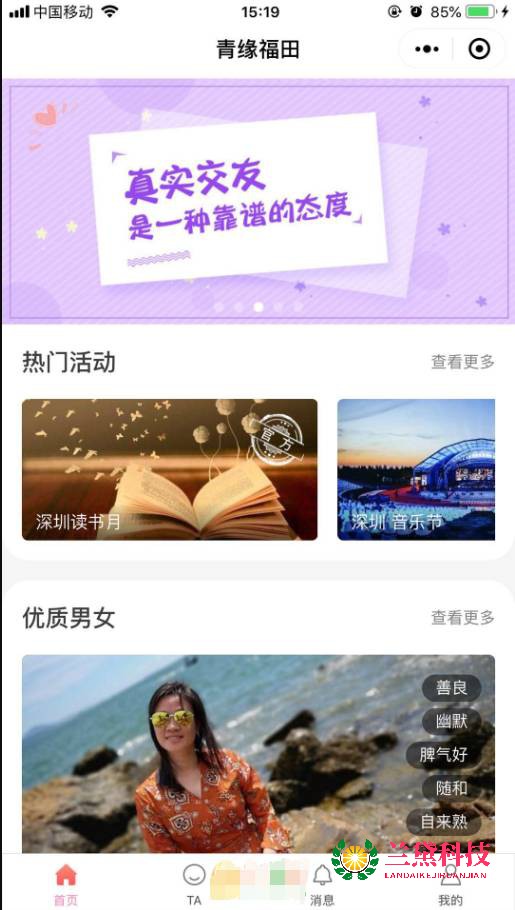 中国移动
15:19
85%
青缘福田
真实交友
是一种靠谱的态度
热门活动
查看更多
官方
深圳读书月
深圳 音乐节
优质男女
查看更多
善良
幽默
脾气好
随和
自来熟
兰黛科技
LANDAIKEJIHUANJIAN
首页
TA
消息
我的